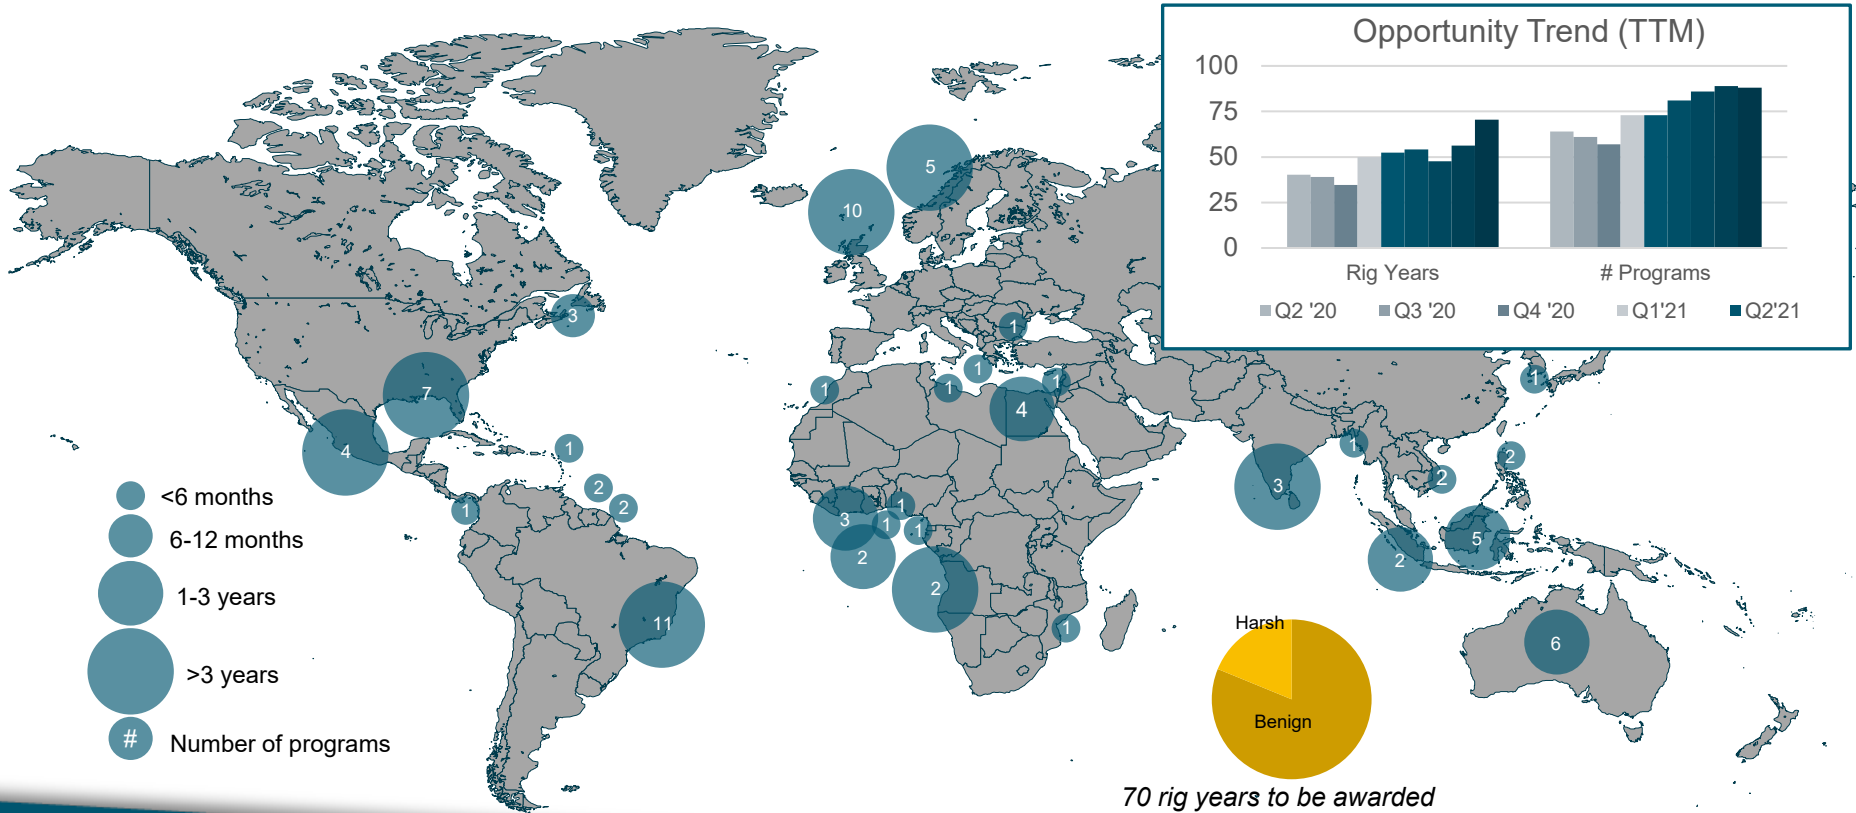 Opportunity Trend (TTM)
100
75
50
25
0
Rig Years
# Programs
Q2 '20
Q3 '20
Q4 '20
Q1'21
Q2'21
5
10
3
7
4
1
1
2
2
11
1
1
1
1
1
4
3
1
1
1
2
2
1
3
1
2
2
1
2
5
6
<6 months
6-12 months
1-3 years
>3 years
# Number of programs
Harsh
Benign
70 rig years to be awarded